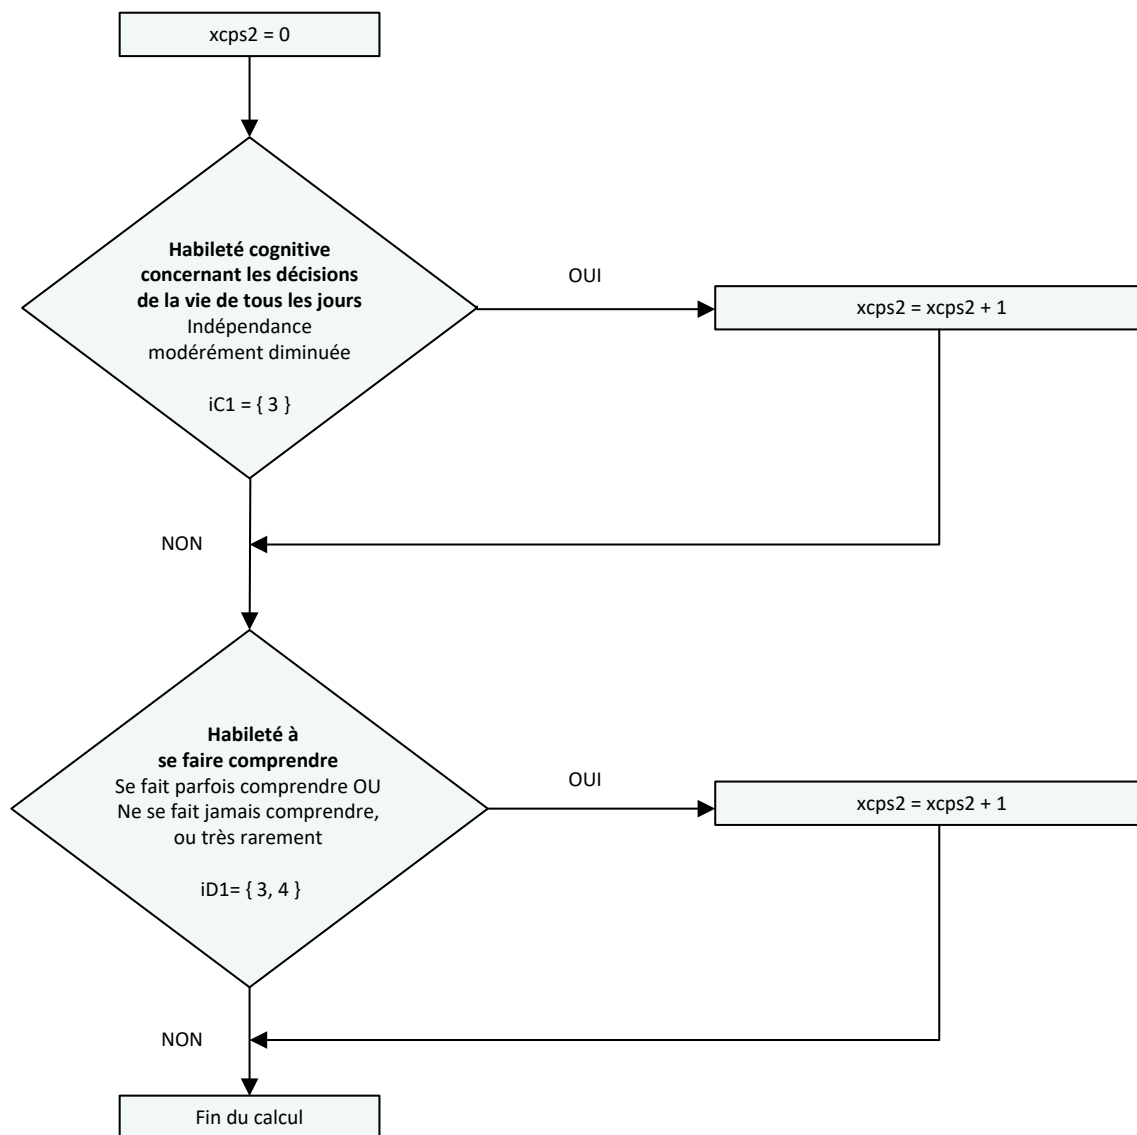 xcps2 = 0
Habileté cognitive
concernant les décisions
de la vie de tous les jours
Indépendance
modérément diminuée
iC1 = { 3 }
OUI
xcps2 = xcps2 + 1
NON
Habileté à
se faire comprendre
Se fait parfois comprendre OU
Ne se fait jamais comprendre,
ou très rarement
iD1= { 3, 4 }
OUI
xcps2 = xcps2 + 1
NON
Fin du calcul